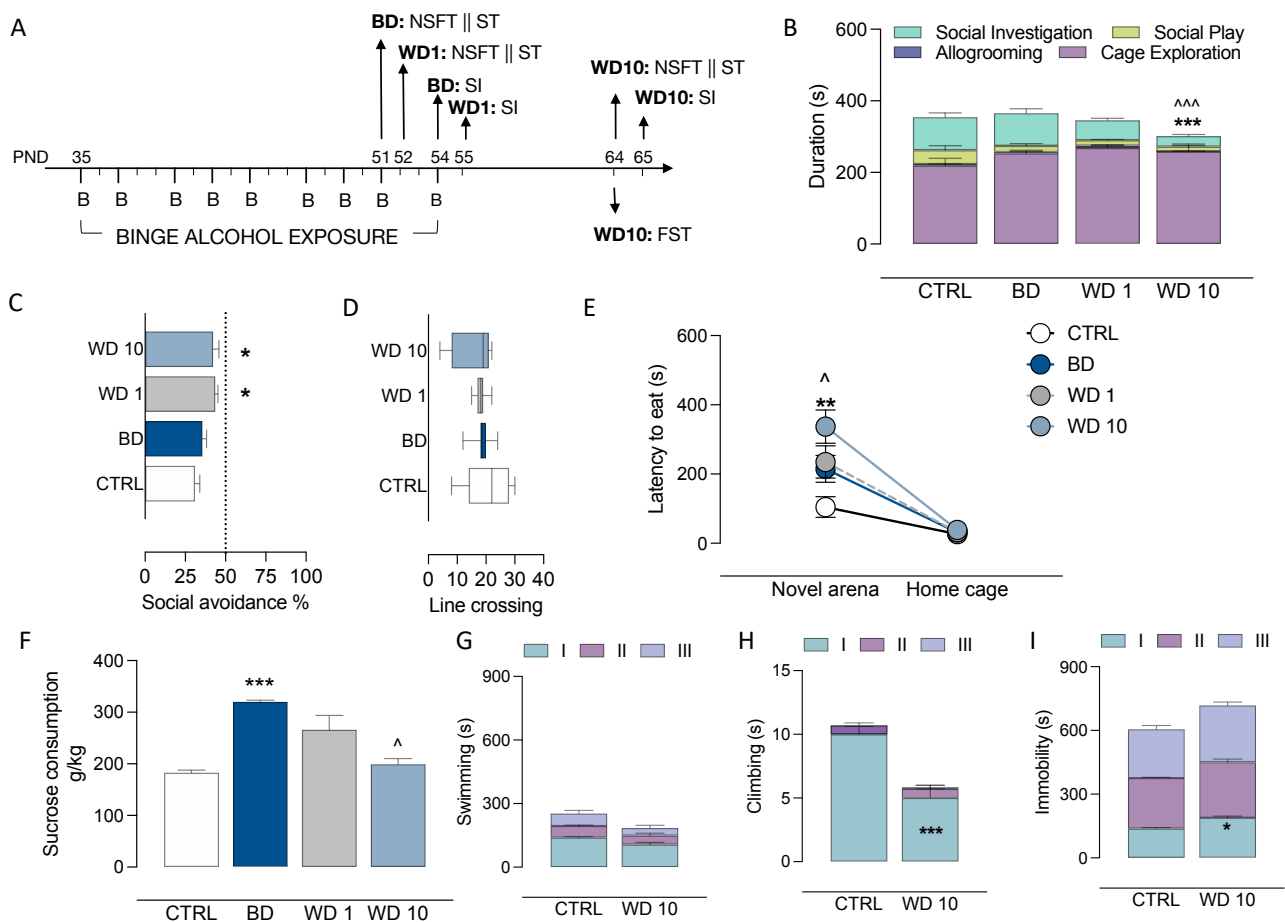 A
BD: NSFT || ST
WD1: NSFT || ST
BD: SI
WD1: SI
WD10: NSFT || ST
WD10: SI
PND 35 51 52 54 55 64 65
B B B B B B B B B
BINGE ALCOHOL EXPOSURE
WD10: FST
B
Social Investigation Social Play
Allogrooming Cage Exploration
Duration (s)
600
400
200
0
^^^
***
CTRL BD WD 1 WD 10
C
WD 10
WD 1
BD
CTRL
*
*
0 25 50 75 100
Social avoidance %
D
WD 10
WD 1
BD
CTRL
0 10 20 30 40
Line crossing
E
Latency to eat (s)
600
400
200
0
^
**
Novel arena Home cage
CTRL
BD
WD 1
WD 10
F
Sucrose consumption
g/kg
400
300
200
100
0
***
^
CTRL BD WD 1 WD 10
G
I II III
Swimming (s)
900
600
300
0
CTRL WD 10
H
I II III
Climbing (s)
15
10
5
0
***
CTRL WD 10
I
I II III
Immobility (s)
900
600
300
0
*
CTRL WD 10